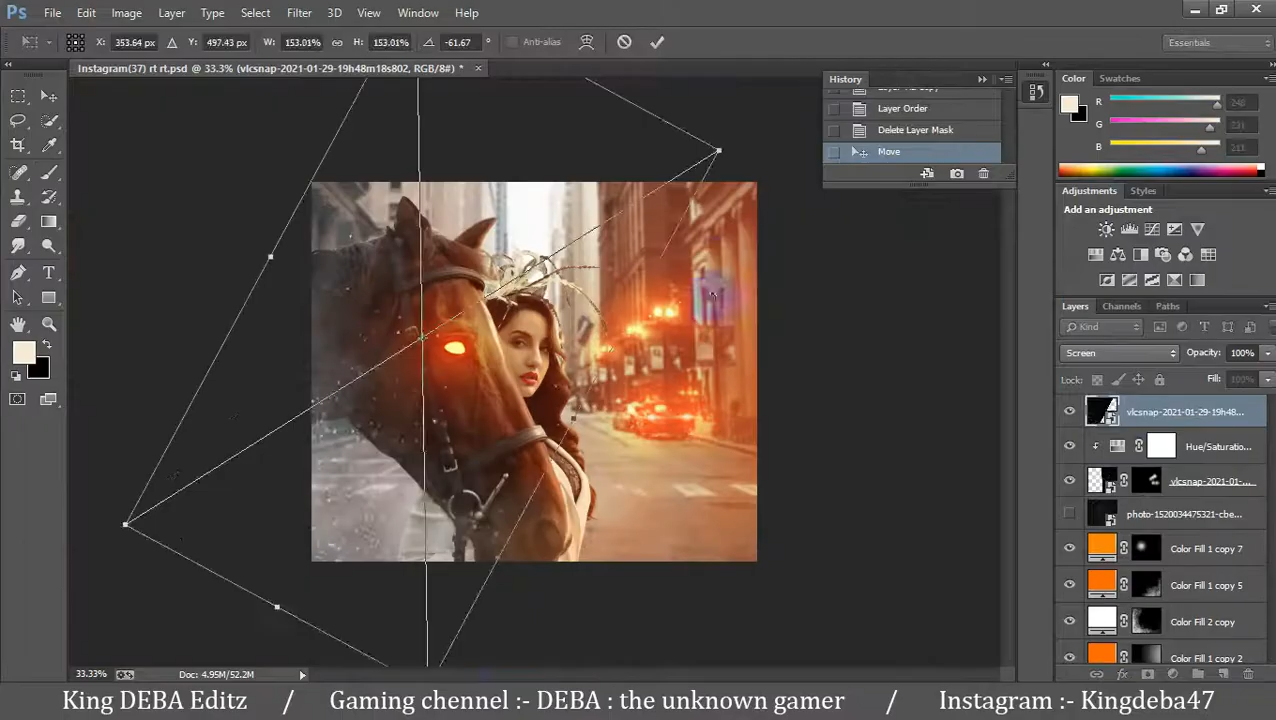 Ps File Edit Image Layer Type Select Filter 3D View Window Help
X: 353.64 px Y: 497.43 px W: 153.01% H: 153.01% -61.67 ° Anti-alias Essentials
Instagram(37) rt rt.psd @ 33.3% (vlcsnap-2021-01-29-19h48m18s802, RGB/8#) * ×
History
Layer Order
Delete Layer Mask
Move
Color Swatches
R 248
G 231
B 213
Adjustments Styles
Add an adjustment
Layers Channels Paths
Kind
Screen Opacity: 100%
Lock: Fill: 100%
vlcsnap-2021-01-29-19h48...
Hue/Saturatio...
vlcsnap-2021-01-...
photo-1520034475321-cbe...
Color Fill 1 copy 7
Color Fill 1 copy 5
Color Fill 2 copy
Color Fill 1 copy 2
33.33% Doc: 4.95M/52.2M
King DEBA Editz / Gaming chennel :- DEBA : the unknown gamer / Instagram :- Kingdeba47